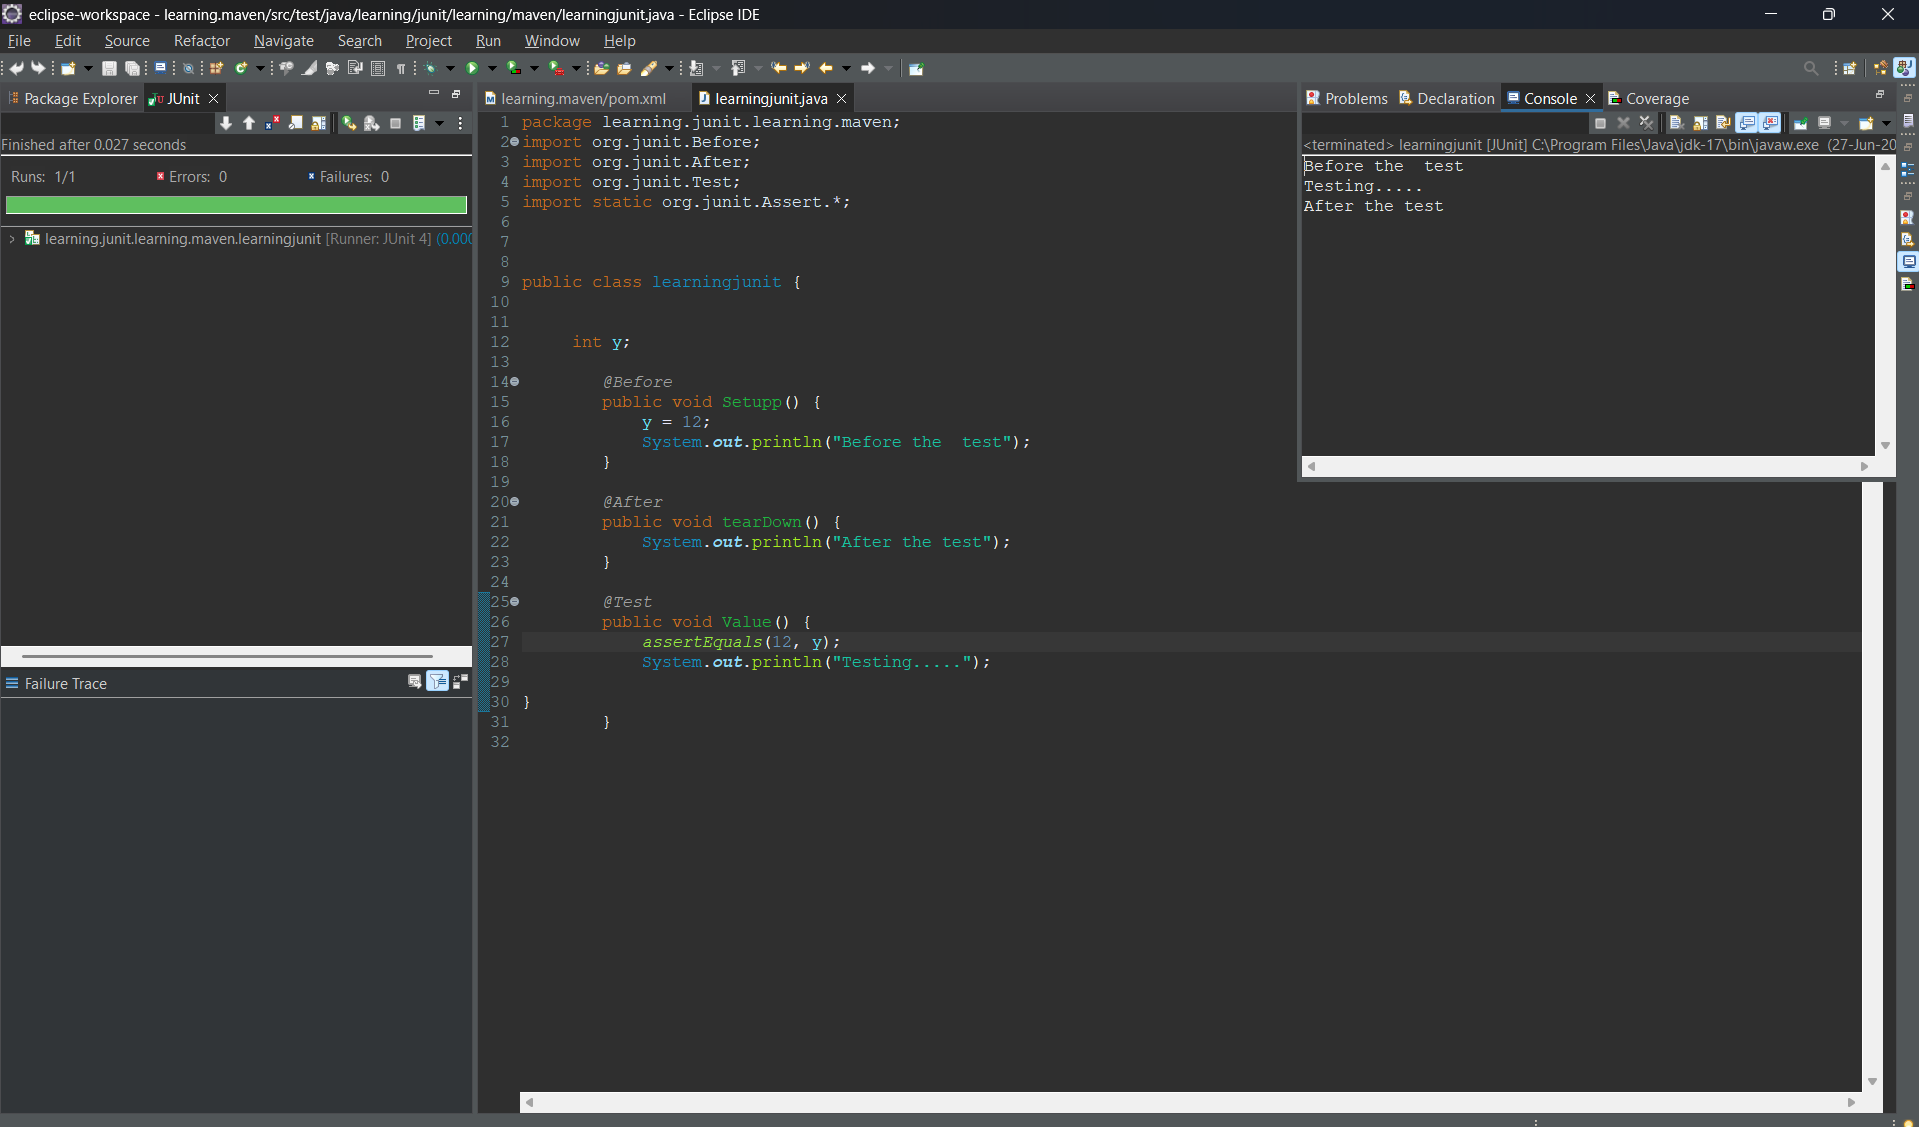 eclipse-workspace - learning.maven/src/test/java/learning/junit/learning/maven/learningjunit.java - Eclipse IDE
File Edit Source Refactor Navigate Search Project Run Window Help
Package Explorer JUnit
Finished after 0.027 seconds
Runs: 1/1 Errors: 0 Failures: 0
learning.junit.learning.maven.learningjunit [Runner: JUnit 4] (0.000
Failure Trace
learning.maven/pom.xml learningjunit.java
1 package learning.junit.learning.maven;
2 import org.junit.Before;
3 import org.junit.After;
4 import org.junit.Test;
5 import static org.junit.Assert.*;
6
7
8
9 public class learningjunit {
10
11
12 int y;
13
14 @Before
15 public void Setupp() {
16 y = 12;
17 System.out.println("Before the  test");
18 }
19
20 @After
21 public void tearDown() {
22 System.out.println("After the test");
23 }
24
25 @Test
26 public void Value() {
27 assertEquals(12, y);
28 System.out.println("Testing.....");
29
30 }
31 }
32
Problems Declaration Console Coverage
<terminated> learningjunit [JUnit] C:\Program Files\Java\jdk-17\bin\javaw.exe (27-Jun-20
Before the  test
Testing.....
After the test